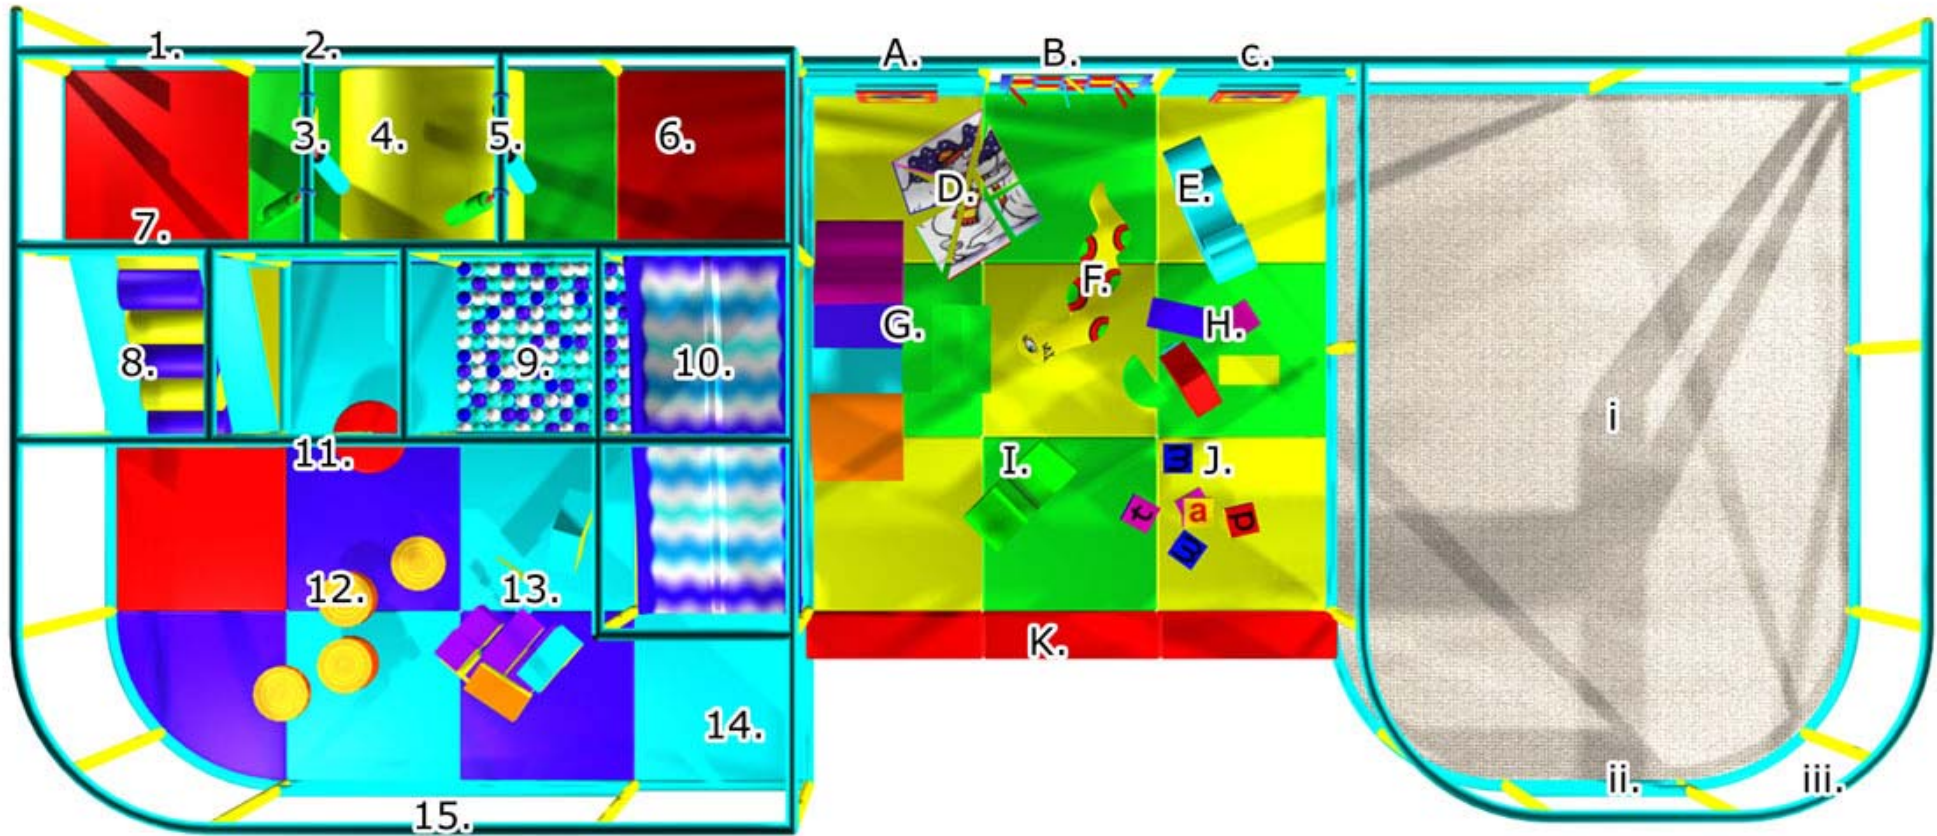 1.
2.
A.
B.
c.
3.
4.
5.
6.
D.
E.
7.
F.
8.
9.
10.
G.
H.
i
11.
I.
J.
m
t
a
d
m
12.
13.
K.
14.
ii.
iii.
15.